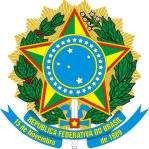 REPÚBLICA FEDERATIVA DO BRASIL
15 de Novembro
de 1889